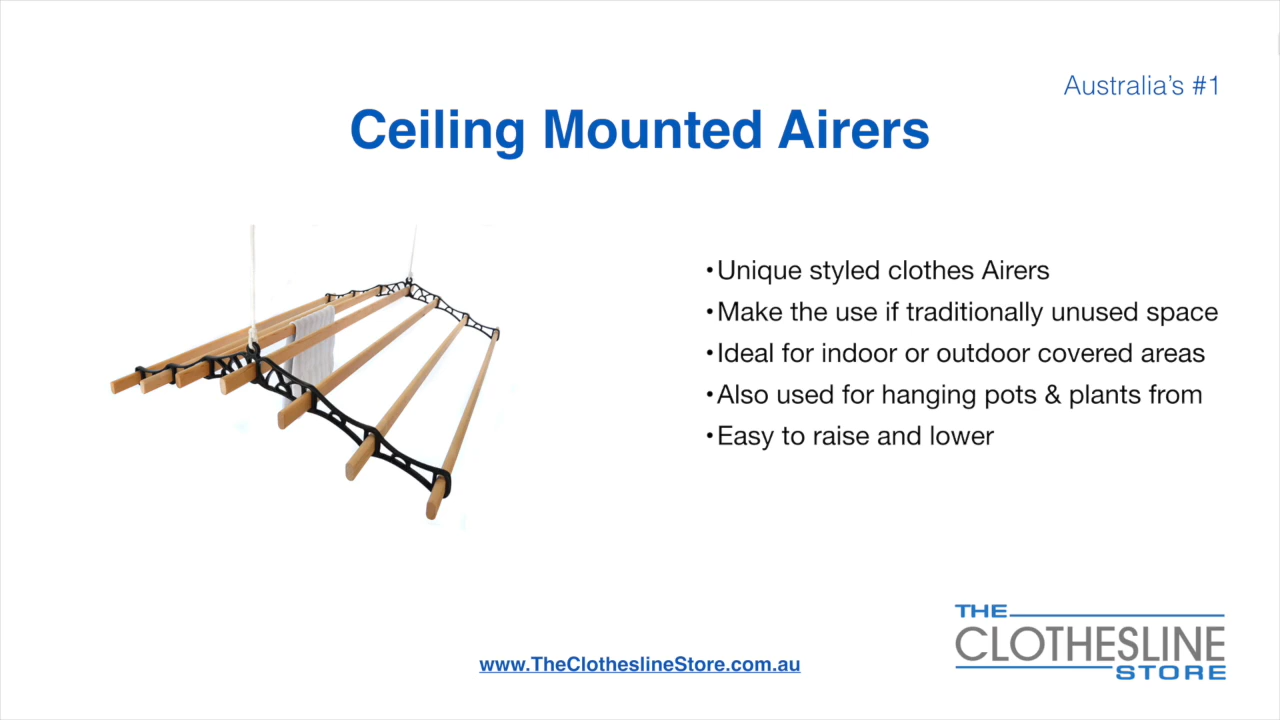 Australia's #1
Ceiling Mounted Airers
•Unique styled clothes Airers
•Make the use if traditionally unused space
•Ideal for indoor or outdoor covered areas
•Also used for hanging pots & plants from
•Easy to raise and lower
THE
CLOTHESLINE
STORE
www.TheClotheslineStore.com.au